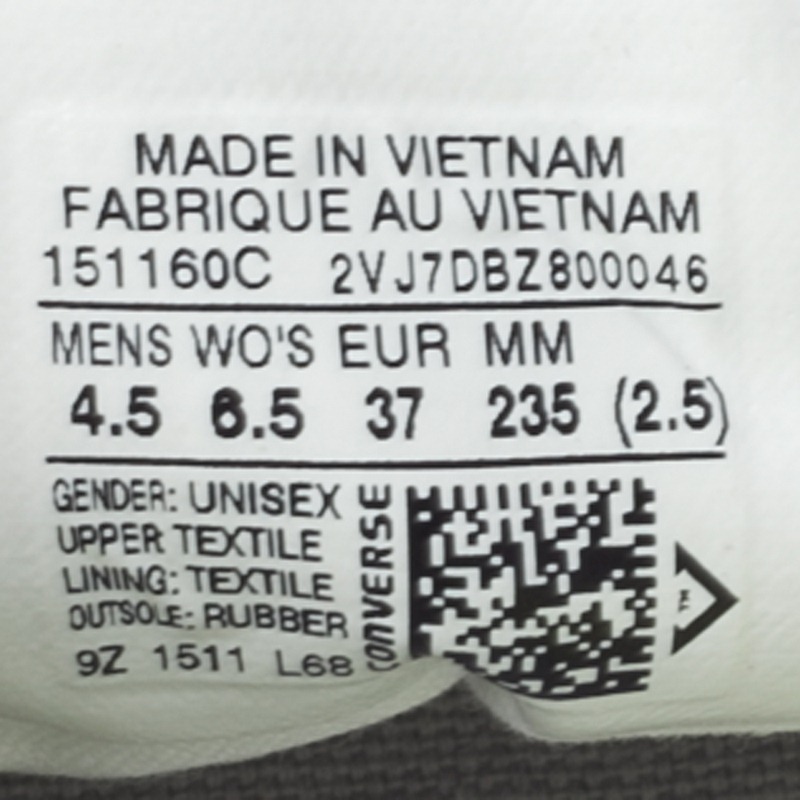 MADE IN VIETNAM
FABRIQUE AU VIETNAM
151160C 2VJ7DBZ800046
MENS WO'S EUR MM
4.5 6.5 37 235 (2.5)
GENDER: UNISEX
UPPER TEXTILE
LINING: TEXTILE
OUTSOLE: RUBBER
9Z 1511 L68
CONVERSE
TM